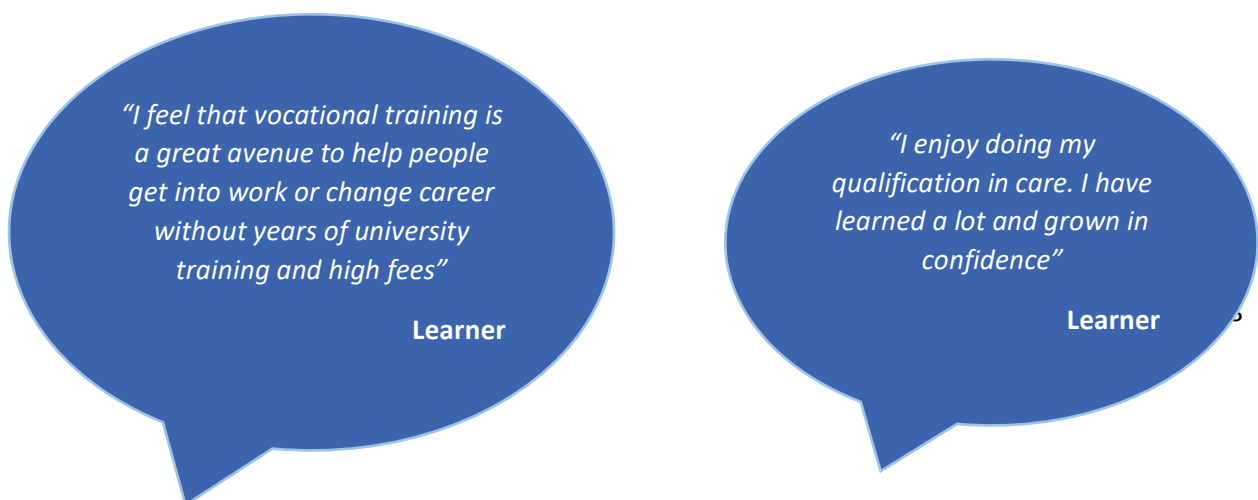 “I feel that vocational training is
a great avenue to help people
get into work or change career
without years of university
training and high fees”
Learner
“I enjoy doing my
qualification in care. I have
learned a lot and grown in
confidence”
Learner